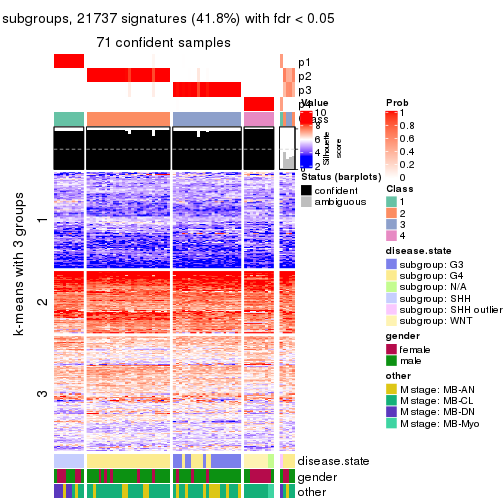 subgroups, 21737 signatures (41.8%) with fdr < 0.05
71 confident samples
p1
p2
p3
p4
Class
Silhouette
score
k-means with 3 groups
1
2
3
disease.state
gender
other
Value
10
8
6
4
2
Status (barplots)
confident
ambiguous
Prob
1
0.8
0.6
0.4
0.2
0
Class
1
2
3
4
disease.state
subgroup: G3
subgroup: G4
subgroup: N/A
subgroup: SHH
subgroup: SHH outlier
subgroup: WNT
gender
female
male
other
M stage: MB-AN
M stage: MB-CL
M stage: MB-DN
M stage: MB-Myo